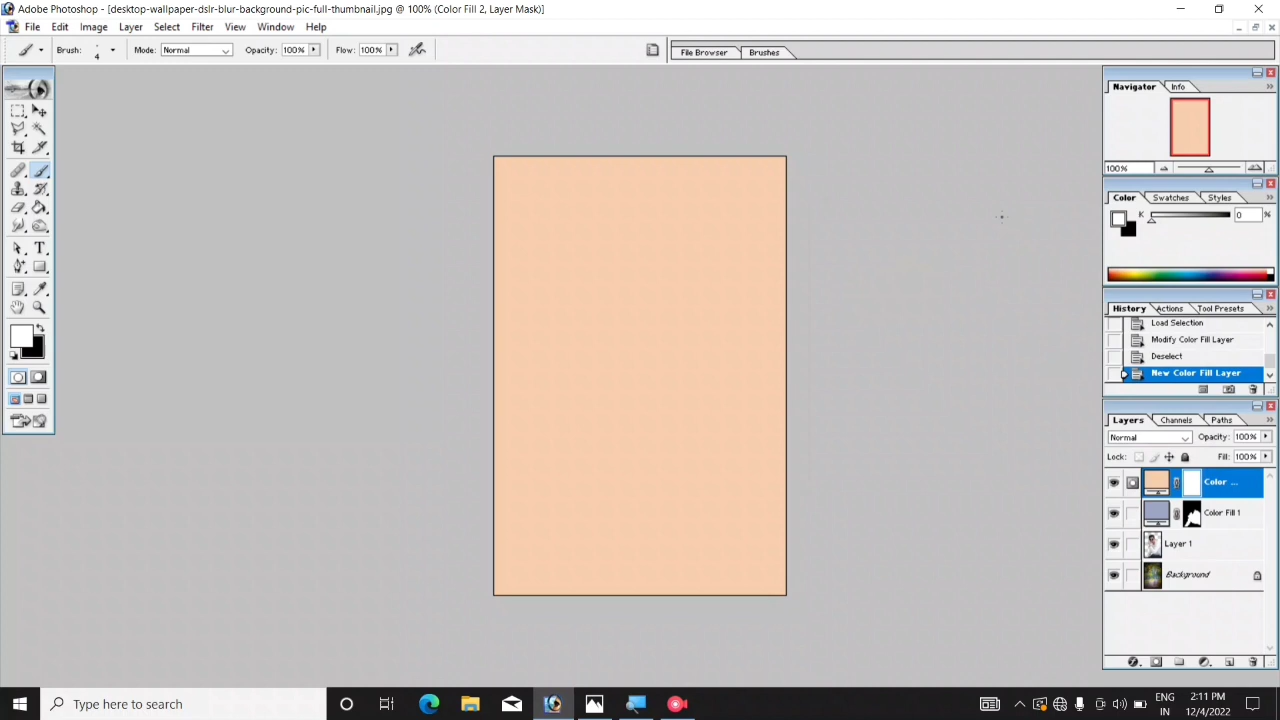 Adobe Photoshop - [desktop-wallpaper-dslr-blur-background-pic-full-thumbnail.jpg @ 100% (Color Fill 2, Layer Mask)]
File Edit Image Layer Select Filter View Window Help
Brush: 4 Mode: Normal Opacity: 100% Flow: 100% File Browser Brushes
Navigator Info
100%
Color Swatches Styles
K 0 %
History Actions Tool Presets
Load Selection
Modify Color Fill Layer
Deselect
New Color Fill Layer
Layers Channels Paths
Normal Opacity: 100%
Lock: Fill: 100%
Color ...
Color Fill 1
Layer 1
Background
T
Type here to search
ENG 2:11 PM
IN 12/4/2022